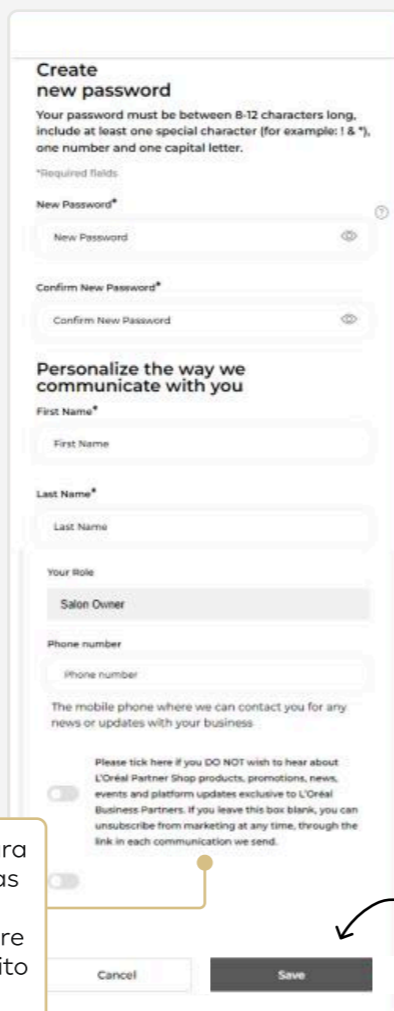 Create
new password
Your password must be between 8-12 characters long,
include at least one special character (for example: ! & *),
one number and one capital letter.
*Required fields
New Password*
New Password
Confirm New Password*
Confirm New Password
Personalize the way we
communicate with you
First Name*
First Name
Last Name*
Last Name
Your Role
Salon Owner
Phone number
Phone number
The mobile phone where we can contact you for any
news or updates with your business
Please tick here if you DO NOT wish to hear about
L'Oréal Partner Shop products, promotions, news,
events and platform updates exclusive to L'Oréal
Business Partners. If you leave this box blank, you can
unsubscribe from marketing at any time, through the
link in each communication we send.
ra
as
re
ito
Cancel Save